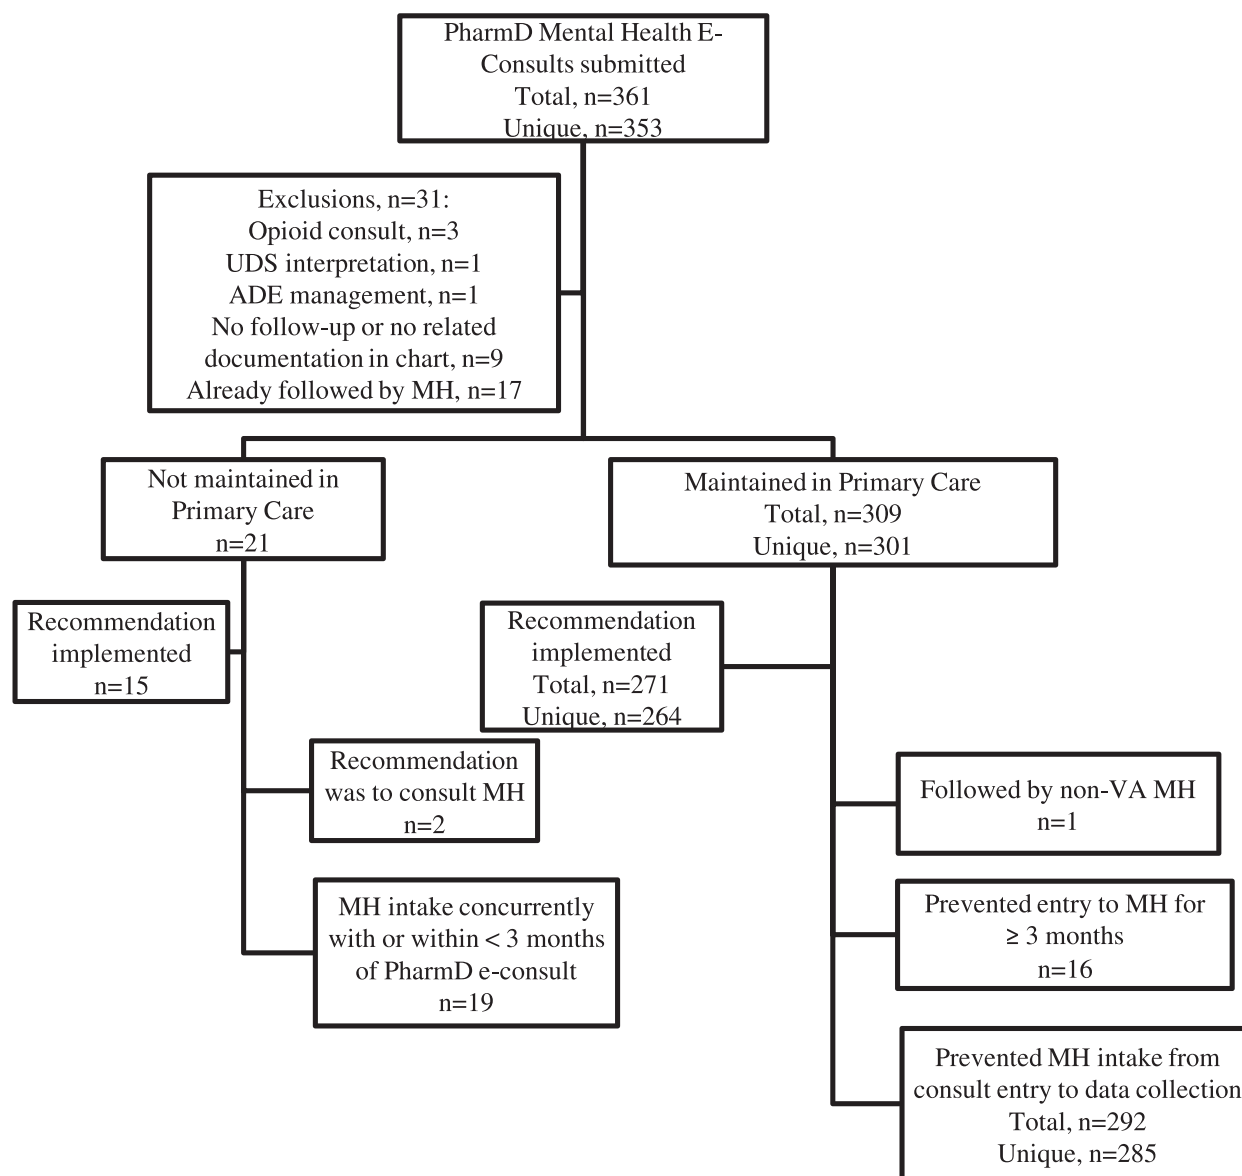 PharmD Mental Health E-
Consults submitted
Total, n=361
Unique, n=353
Exclusions, n=31:
Opioid consult, n=3
UDS interpretation, n=1
ADE management, n=1
No follow-up or no related
documentation in chart, n=9
Already followed by MH, n=17
Not maintained in
Primary Care
n=21
Maintained in Primary Care
Total, n=309
Unique, n=301
Recommendation
implemented
n=15
Recommendation
implemented
Total, n=271
Unique, n=264
Recommendation
was to consult MH
n=2
Followed by non-VA MH
n=1
MH intake concurrently
with or within < 3 months
of PharmD e-consult
n=19
Prevented entry to MH for
≥ 3 months
n=16
Prevented MH intake from
consult entry to data collection
Total, n=292
Unique, n=285